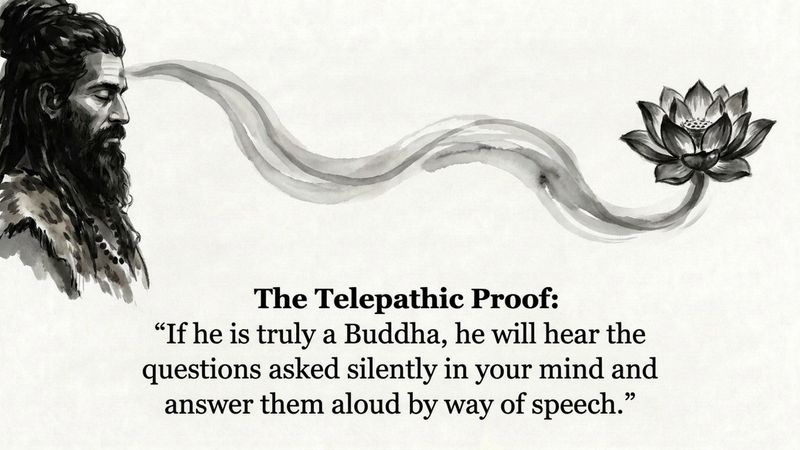 The Telepathic Proof:
“If he is truly a Buddha, he will hear the
questions asked silently in your mind and
answer them aloud by way of speech.”